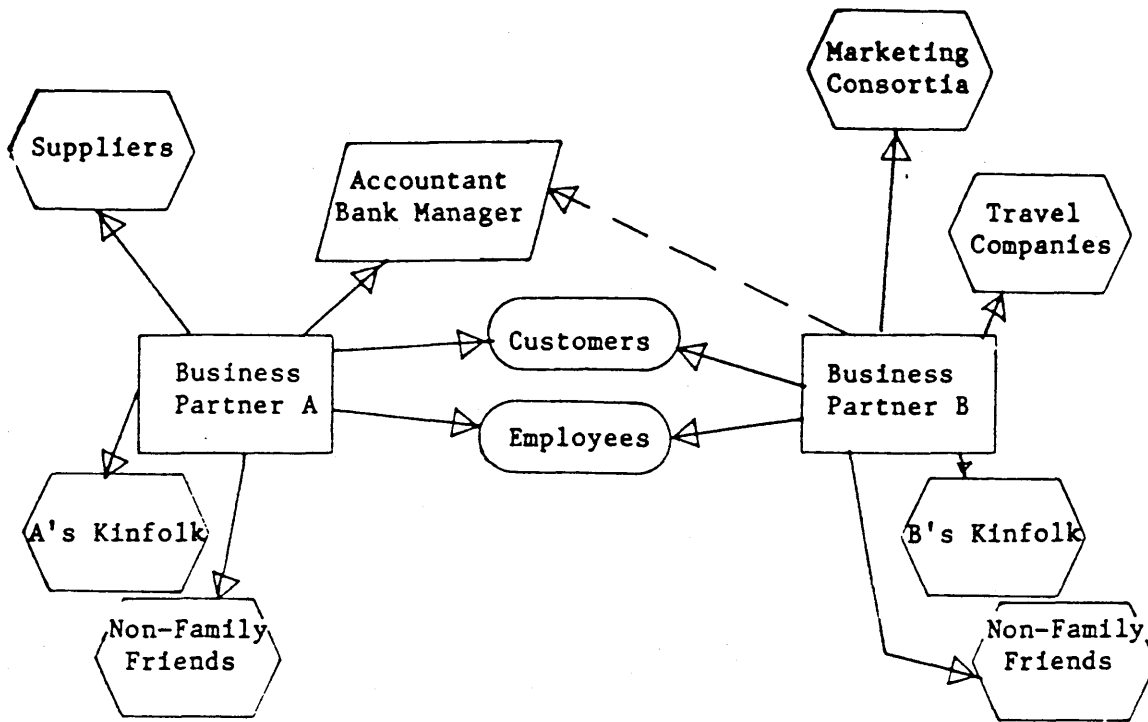 Marketing
Consortia
Suppliers
Accountant
Bank Manager
Travel
Companies
Customers
Business
Partner A
Business
Partner B
Employees
A's Kinfolk
B's Kinfolk
Non-Family
Friends
Non-Family
Friends